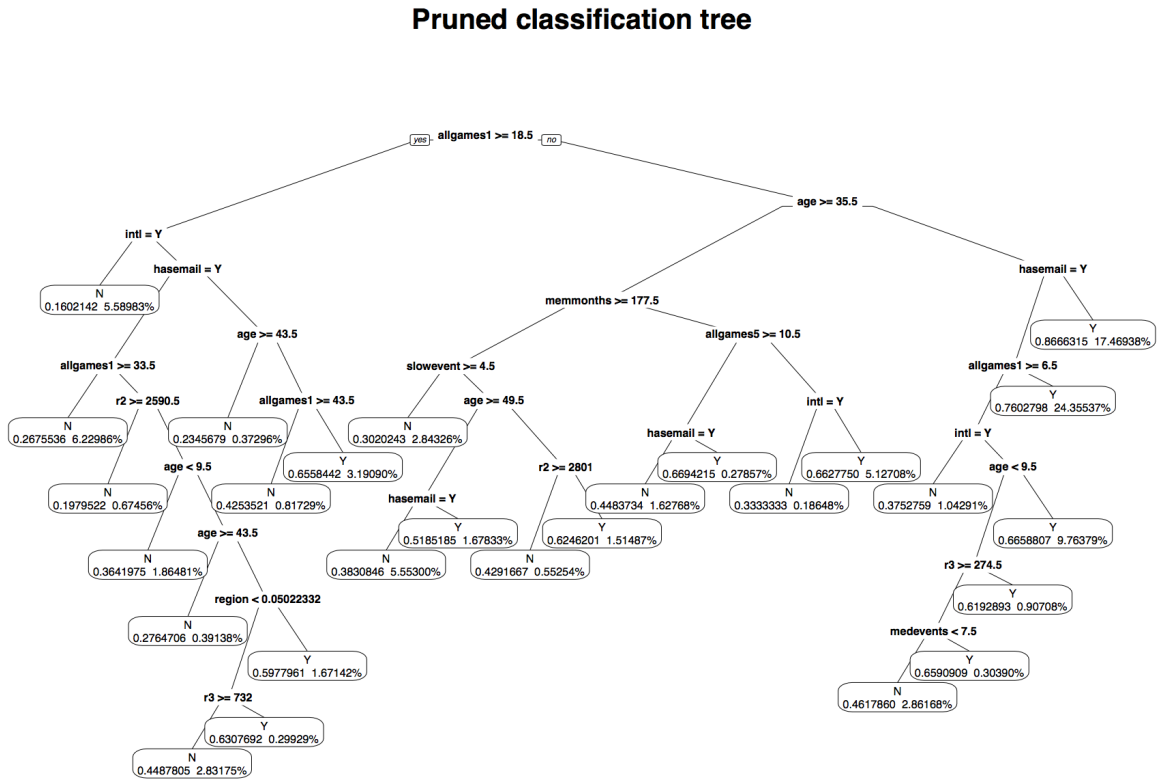 Pruned classification tree
yes allgames1 >= 18.5 no
age >= 35.5
intl = Y
hasemail = Y
hasemail = Y
N
0.1602142 5.58983%
memmonths >= 177.5
age >= 43.5
allgames5 >= 10.5
Y
0.8666315 17.46938%
allgames1 >= 33.5
slowevent >= 4.5
allgames1 >= 6.5
r2 >= 2590.5
allgames1 >= 43.5
age >= 49.5
intl = Y
Y
0.7602798 24.35537%
N
0.2675536 6.22986%
N
0.2345679 0.37296%
N
0.3020243 2.84326%
hasemail = Y
intl = Y
age < 9.5
Y
0.6558442 3.19090%
r2 >= 2801
Y
0.6694215 0.27857%
Y
0.6627750 5.12708%
age < 9.5
N
0.1979522 0.67456%
N
0.4253521 0.81729%
hasemail = Y
N
0.4483734 1.62768%
N
0.3333333 0.18648%
N
0.3752759 1.04291%
age >= 43.5
Y
0.5185185 1.67833%
Y
0.6246201 1.51487%
Y
0.6658807 9.76379%
N
0.3641975 1.86481%
N
0.3830846 5.55300%
N
0.4291667 0.55254%
r3 >= 274.5
region < 0.05022332
Y
0.6192893 0.90708%
N
0.2764706 0.39138%
medevents < 7.5
Y
0.5977961 1.67142%
Y
0.6590909 0.30390%
r3 >= 732
N
0.4617860 2.86168%
Y
0.6307692 0.29929%
N
0.4487805 2.83175%